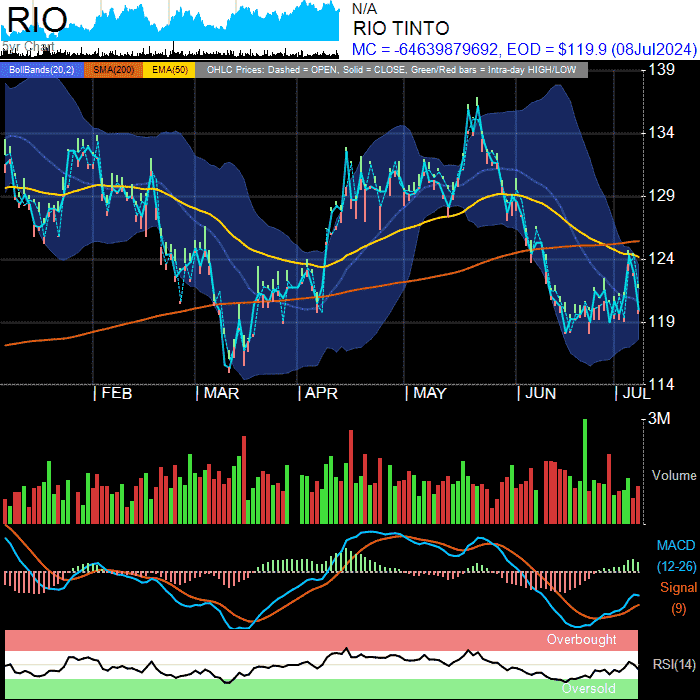 RIO
N/A
RIO TINTO
5yr Chart
MC = -64639879692, EOD = $119.9 (08Jul2024)
BollBands(20,2) SMA(200) EMA(50) OHLC Prices: Dashed = OPEN, Solid = CLOSE, Green/Red bars = Intra-day HIGH/LOW
139
134
129
124
119
114
| FEB | MAR | APR | MAY | JUN | JUL
3M
Volume
MACD
(12-26)
Signal
(9)
Overbought
RSI(14)
Oversold